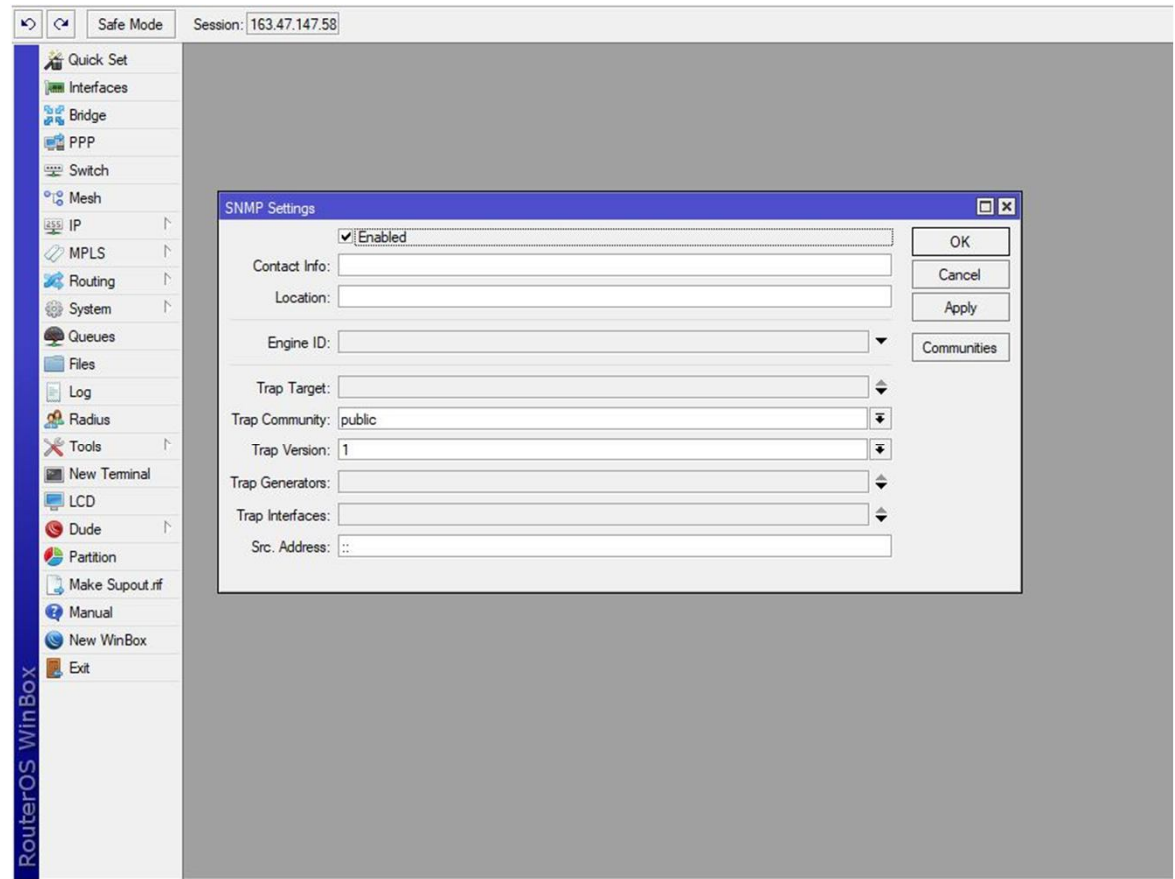 Safe Mode Session: 163.47.147.58
Quick Set
Interfaces
Bridge
PPP
Switch
Mesh
IP
MPLS
Routing
System
Queues
Files
Log
Radius
Tools
New Terminal
LCD
Dude
Partition
Make Supout.rif
Manual
New WinBox
Exit
RouterOS WinBox
SNMP Settings
Enabled
Contact Info:
Location:
Engine ID:
Trap Target:
Trap Community: public
Trap Version: 1
Trap Generators:
Trap Interfaces:
Src. Address: ::
OK
Cancel
Apply
Communities